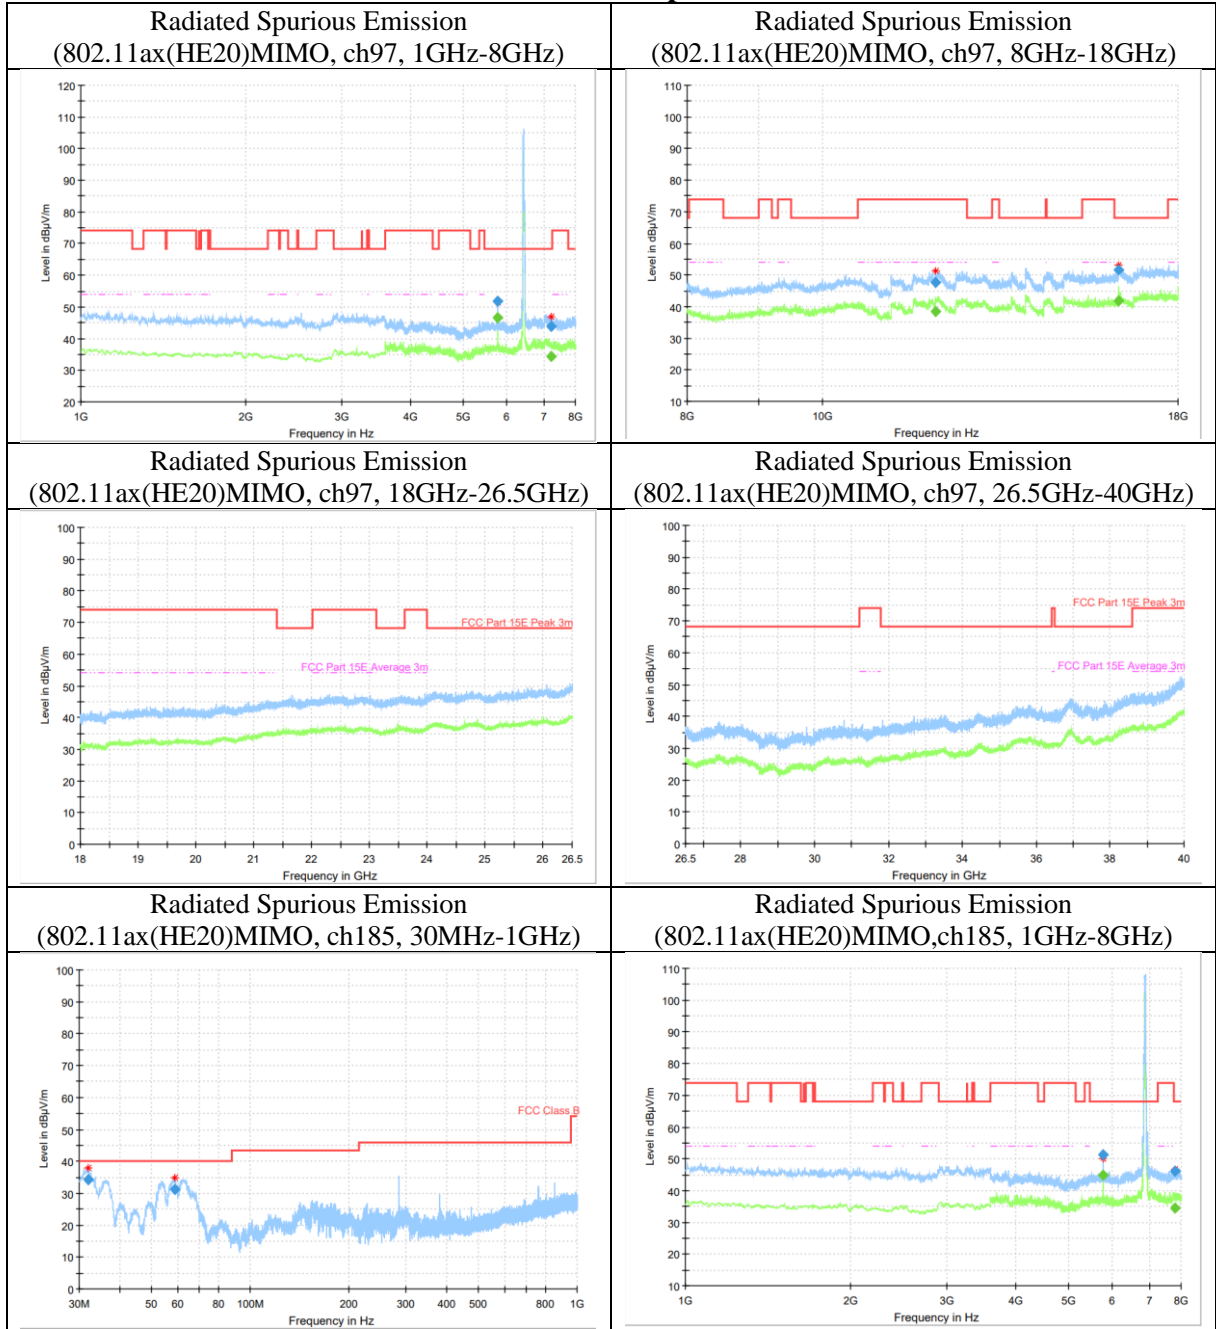 Radiated Spurious Emission
(802.11ax(HE20)MIMO, ch97, 1GHz-8GHz)
Radiated Spurious Emission
(802.11ax(HE20)MIMO, ch97, 8GHz-18GHz)
120
110
100
90
80
70
60
50
40
30
20
Level in dBµV/m
1G 2G 3G 4G 5G 6 7 8G
Frequency in Hz
110
100
90
80
70
60
50
40
30
20
10
Level in dBµV/m
8G 10G 18G
Frequency in Hz
Radiated Spurious Emission
(802.11ax(HE20)MIMO, ch97, 18GHz-26.5GHz)
Radiated Spurious Emission
(802.11ax(HE20)MIMO, ch97, 26.5GHz-40GHz)
100
90
80
70
60
50
40
30
20
10
0
Level in dBµV/m
FCC Part 15E Peak 3m
FCC Part 15E Average 3m
18 19 20 21 22 23 24 25 26 26.5
Frequency in GHz
100
90
80
70
60
50
40
30
20
10
0
Level in dBµV/m
FCC Part 15E Peak 3m
FCC Part 15E Average 3m
26.5 28 30 32 34 36 38 40
Frequency in GHz
Radiated Spurious Emission
(802.11ax(HE20)MIMO, ch185, 30MHz-1GHz)
Radiated Spurious Emission
(802.11ax(HE20)MIMO,ch185, 1GHz-8GHz)
100
90
80
70
60
50
40
30
20
10
0
Level in dBµV/m
FCC Class B
30M 50 60 80 100M 200 300 400 500 800 1G
Frequency in Hz
110
100
90
80
70
60
50
40
30
20
10
Level in dBµV/m
1G 2G 3G 4G 5G 6 7 8G
Frequency in Hz